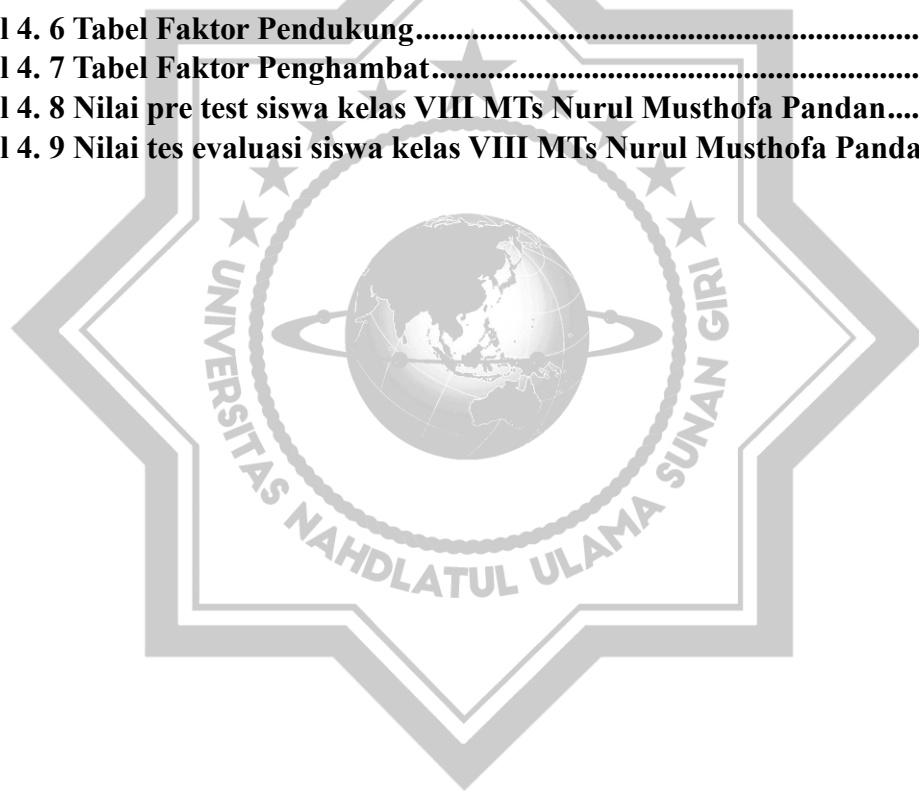 l 4. 6 Tabel Faktor Pendukung.......................................................................
l 4. 7 Tabel Faktor Penghambat.....................................................................
l 4. 8 Nilai pre test siswa kelas VIII MTs Nurul Musthofa Pandan....
l 4. 9 Nilai tes evaluasi siswa kelas VIII MTs Nurul Musthofa Panda
UNIVERSITAS NAHDLATUL ULAMA SUNAN GIRI